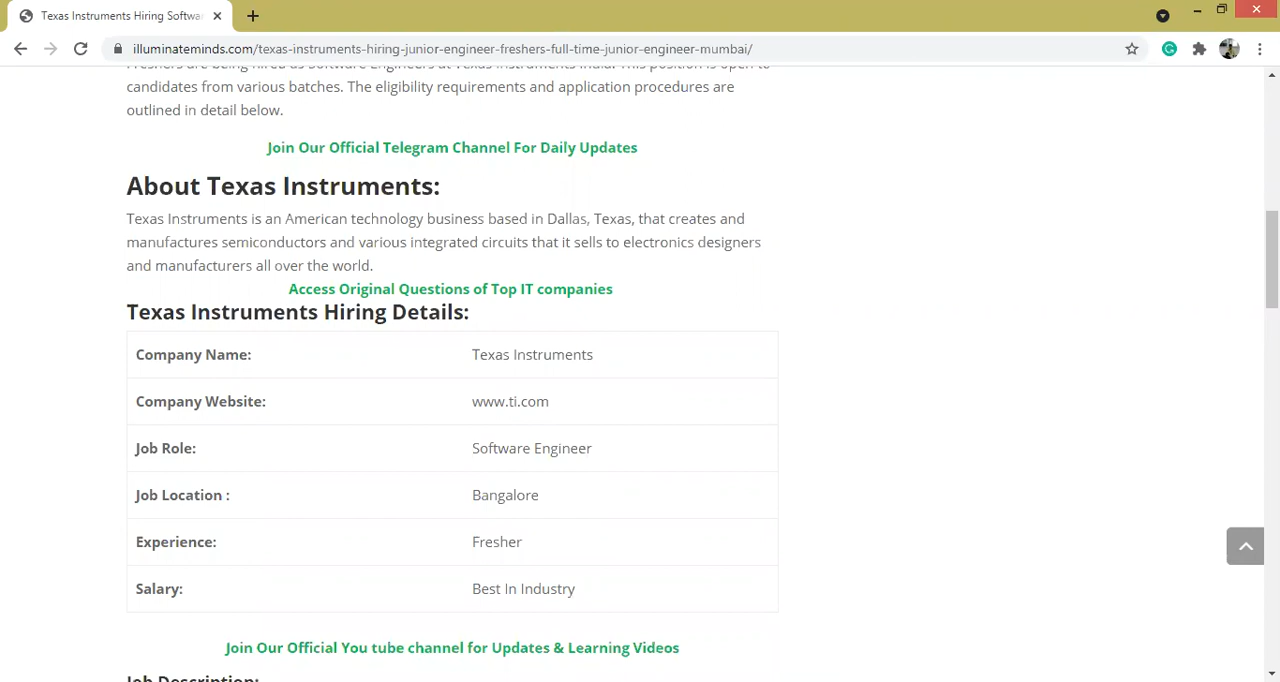 Texas Instruments Hiring Softwa
illuminateminds.com/texas-instruments-hiring-junior-engineer-freshers-full-time-junior-engineer-mumbai/
Freshers are being hired as Software Engineers at Texas Instruments India. This position is open to
candidates from various batches. The eligibility requirements and application procedures are
outlined in detail below.
Join Our Official Telegram Channel For Daily Updates
About Texas Instruments:
Texas Instruments is an American technology business based in Dallas, Texas, that creates and
manufactures semiconductors and various integrated circuits that it sells to electronics designers
and manufacturers all over the world.
Access Original Questions of Top IT companies
Texas Instruments Hiring Details:
Company Name: Texas Instruments
Company Website: www.ti.com
Job Role: Software Engineer
Job Location : Bangalore
Experience: Fresher
Salary: Best In Industry
Join Our Official You tube channel for Updates & Learning Videos
Job Description: